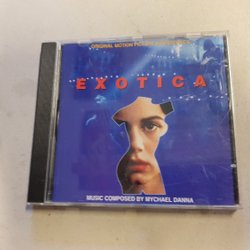 ORIGINAL MOTION PICTURE SOUNDTRACK
EXOTICA
MUSIC COMPOSED BY MYCHAEL DANNA